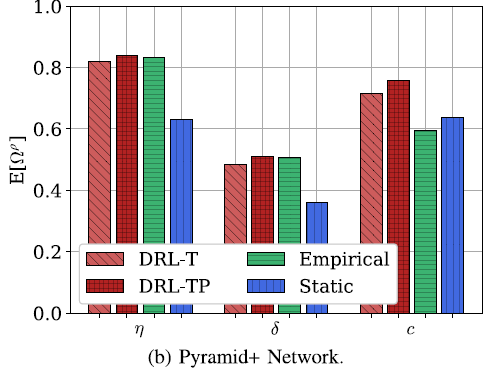 1.0
0.8
0.6
0.4
0.2
0.0
E[Ωᵖ]
DRL-T
DRL-TP
Empirical
Static
η
δ
c
(b) Pyramid+ Network.